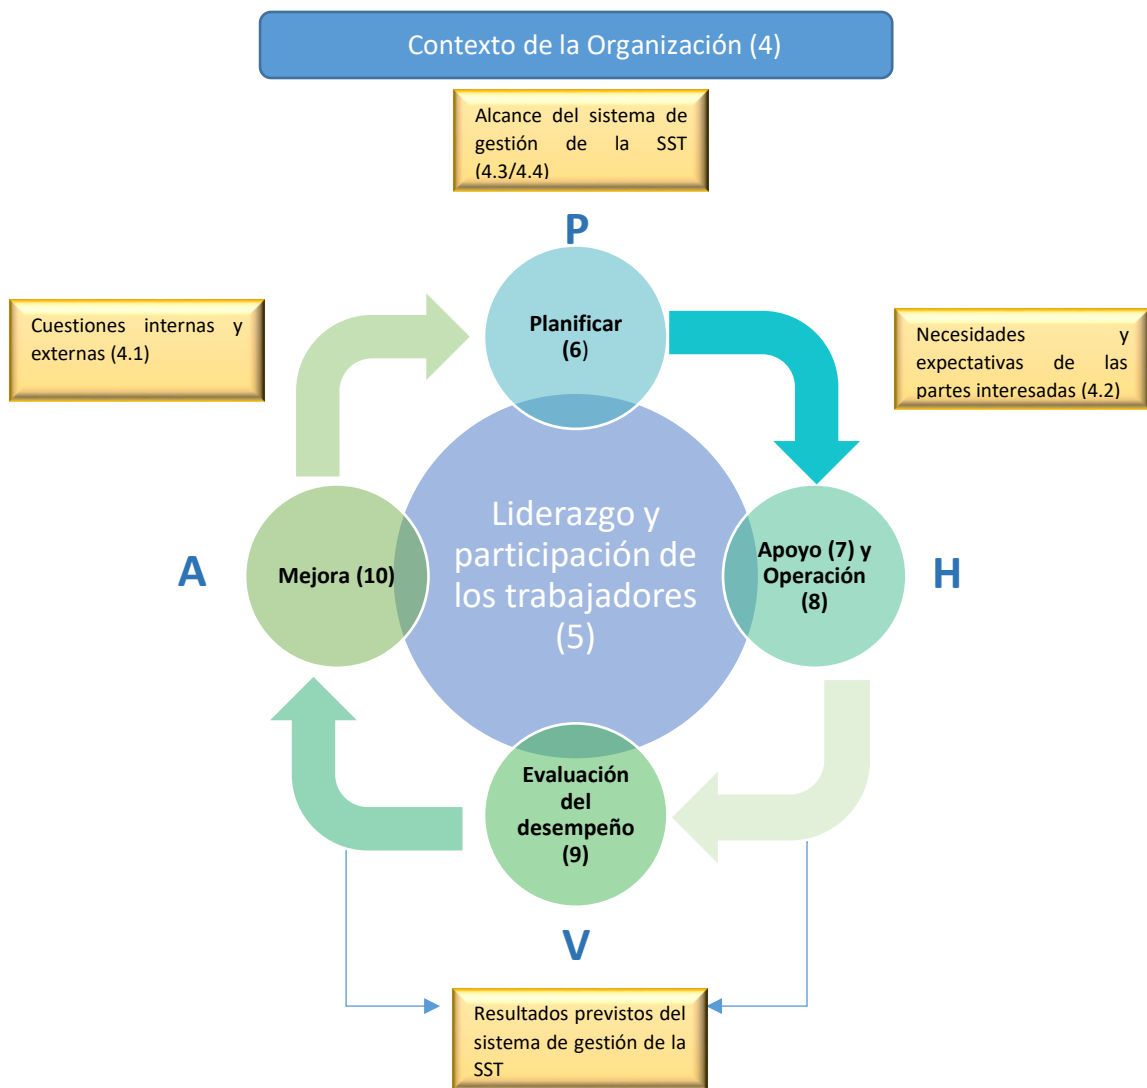 Contexto de la Organización (4)
Alcance del sistema de
gestión de la SST
(4.3/4.4)
P
Cuestiones internas y
externas (4.1)
Planificar
(6)
Necesidades y
expectativas de las
partes interesadas (4.2)
Liderazgo y
participación de
los trabajadores
(5)
A
Mejora (10)
Apoyo (7) y
Operación
(8)
H
Evaluación
del
desempeño
(9)
V
Resultados previstos del
sistema de gestión de la
SST